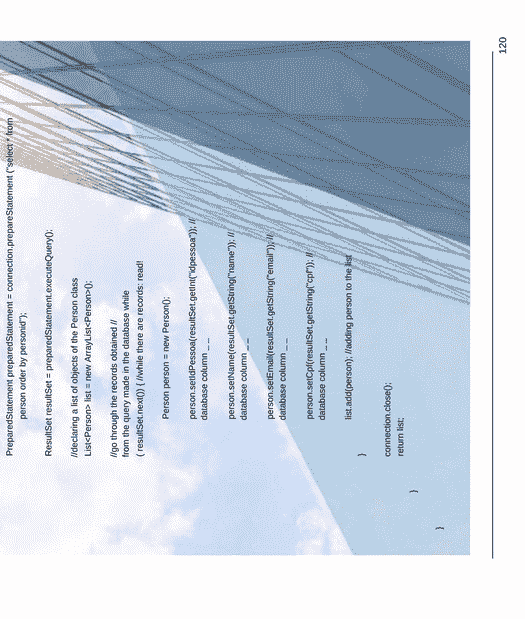 120
PreparedStatement preparedStatement = connection.prepareStatement ("select * from
person order by personid");
ResultSet resultSet = preparedStatement.executeQuery();
//declaring a list of objects of the Person class
List<Person> list = new ArrayList<Person>();
//go through the records obtained //
from the query made in the database while
( resultSet.next()) { //while there are records: read!
Person person = new Person();
person.setIdPessoa(resultSet.getInt("idpessoa")); //
database column _ _
person.setName(resultSet.getString("name")); //
database column _ _
person.setEmail(resultSet.getString("email")); //
database column _ _
person.setCpf(resultSet.getString("cpf")); //
database column _ _
list.add(person); //adding person to the list
}
connection.close();
return list;
}
}